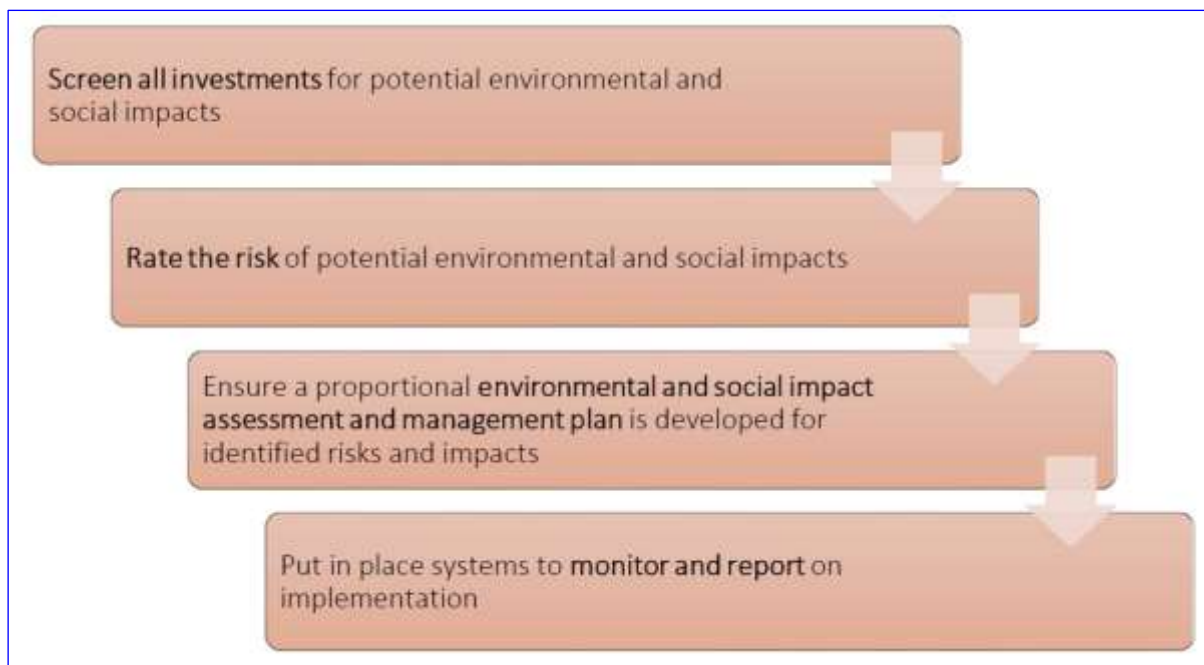 Screen all investments for potential environmental and
social impacts
Rate the risk of potential environmental and social impacts
Ensure a proportional environmental and social impact
assessment and management plan is developed for
identified risks and impacts
Put in place systems to monitor and report on
implementation